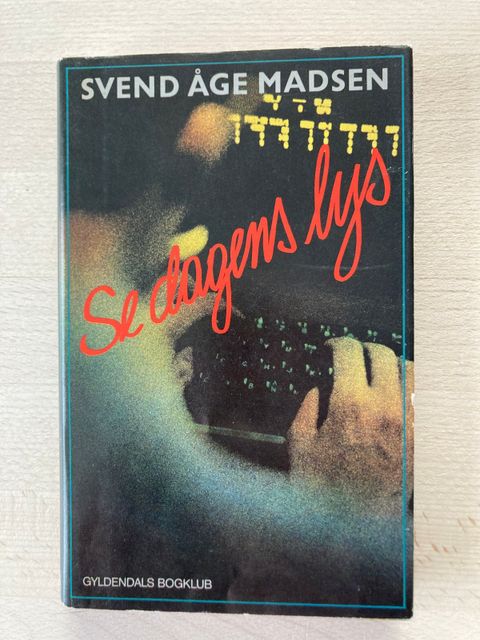 SVEND ÅGE MADSEN
Se dagens lys
GYLDENDALS BOGKLUB